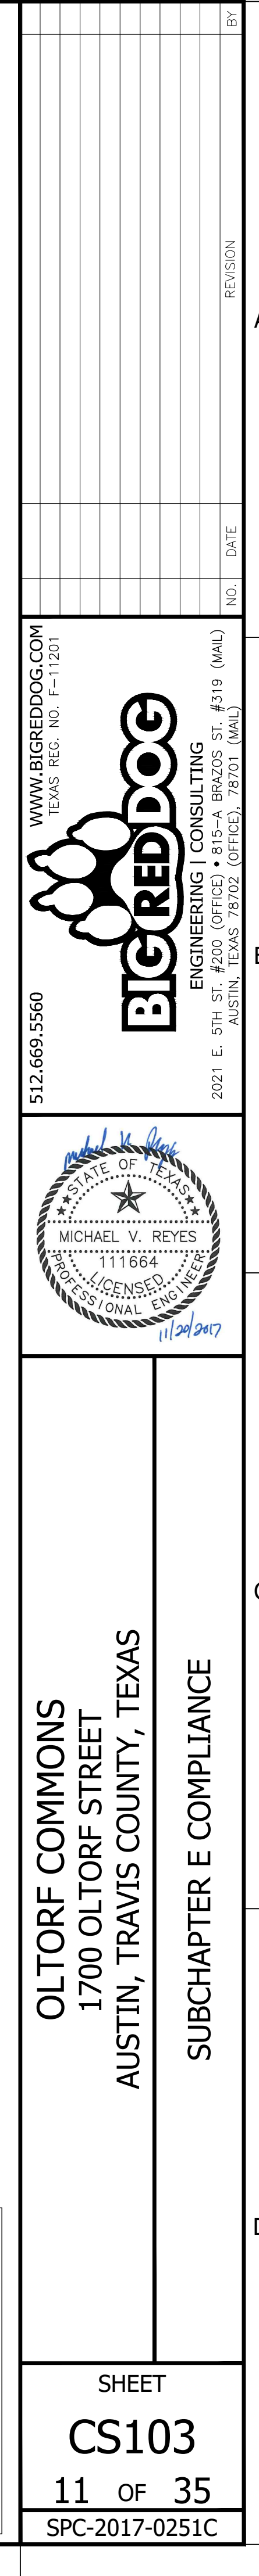 NO. DATE REVISION BY
WWW.BIGREDDOG.COM
512.669.5560
TEXAS REG. NO. F-11201
BIG RED DOG
ENGINEERING | CONSULTING
2021 E. 5TH ST. #200 (OFFICE) • 815-A BRAZOS ST. #319 (MAIL)
AUSTIN, TEXAS 78702 (OFFICE), 78701 (MAIL)
STATE OF TEXAS
MICHAEL V. REYES
111664
LICENSED
PROFESSIONAL ENGINEER
11/20/2017
OLTORF COMMONS
1700 OLTORF STREET
AUSTIN, TRAVIS COUNTY, TEXAS
SUBCHAPTER E COMPLIANCE
SHEET
CS103
11 OF 35
SPC-2017-0251C